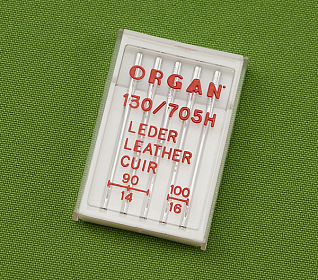 ORGAN
130/705H
LEDER
LEATHER
CUIR
90 100
14 16